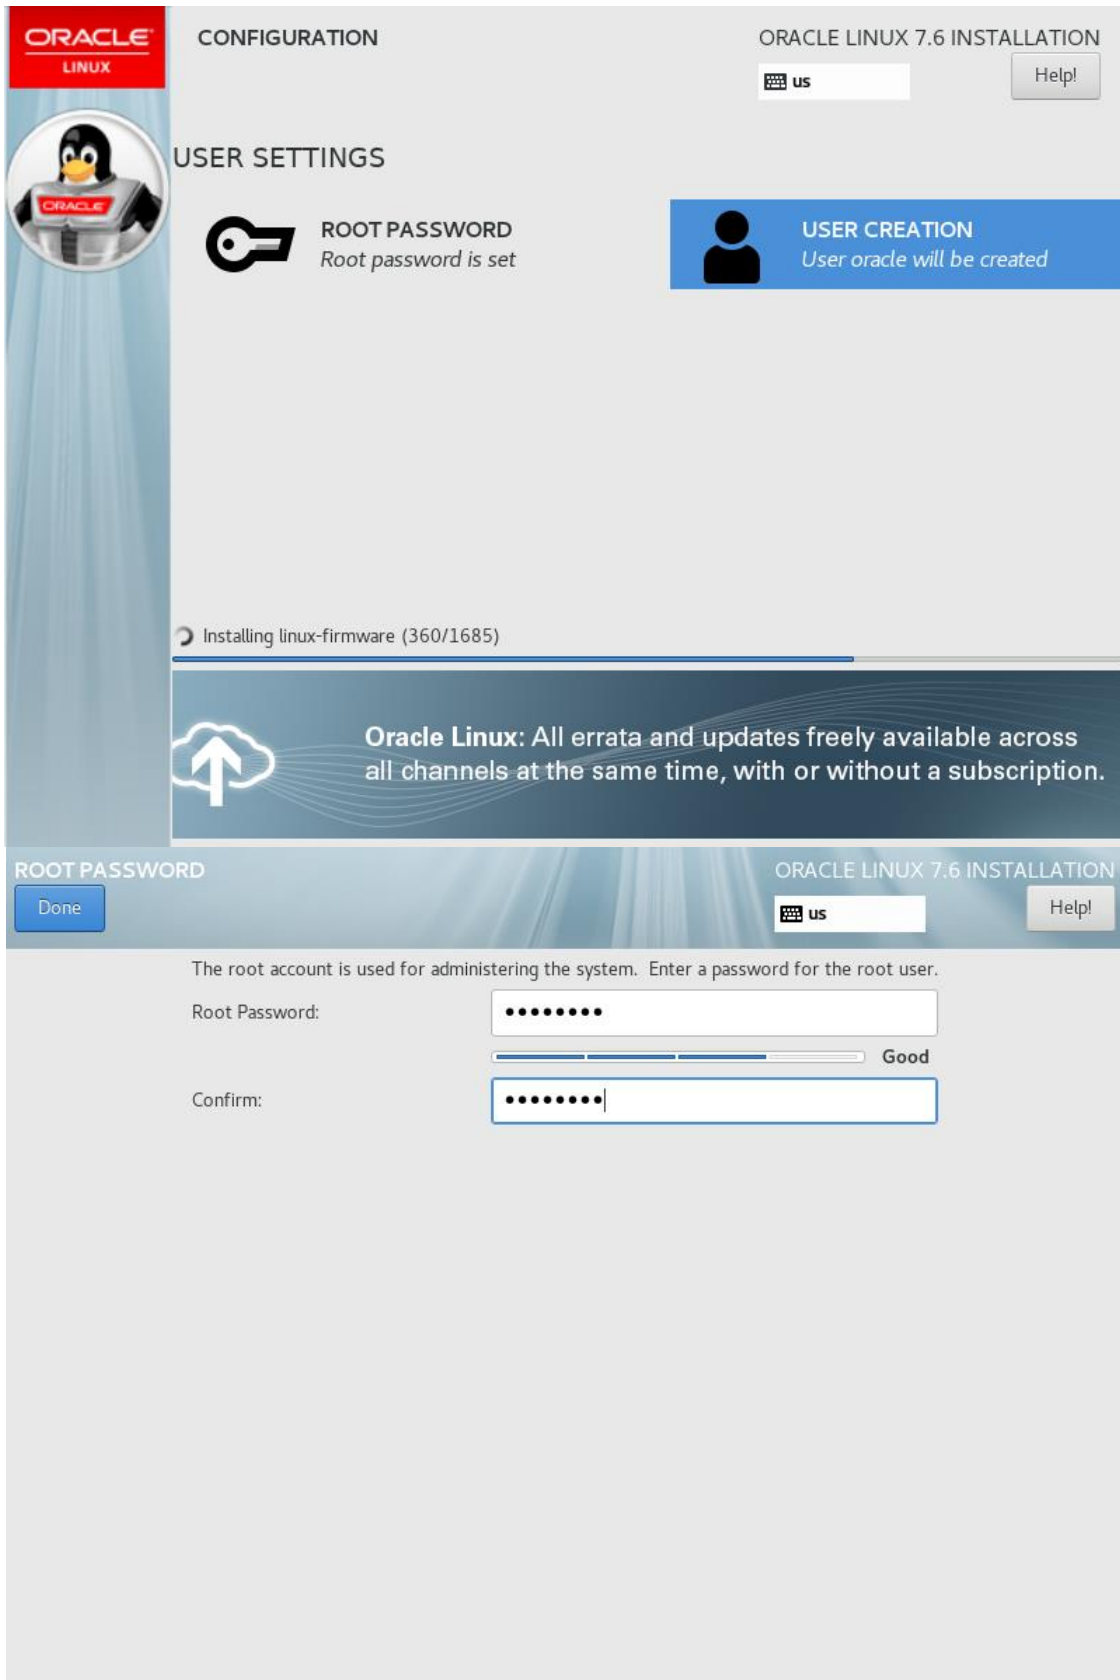 ORACLE
LINUX
CONFIGURATION
ORACLE LINUX 7.6 INSTALLATION
us
Help!
ORACLE
USER SETTINGS
ROOT PASSWORD
Root password is set
USER CREATION
User oracle will be created
Installing linux-firmware (360/1685)
Oracle Linux: All errata and updates freely available across
all channels at the same time, with or without a subscription.
ROOT PASSWORD
ORACLE LINUX 7.6 INSTALLATION
Done
us
Help!
The root account is used for administering the system. Enter a password for the root user.
Root Password:
••••••••
Good
Confirm:
••••••••